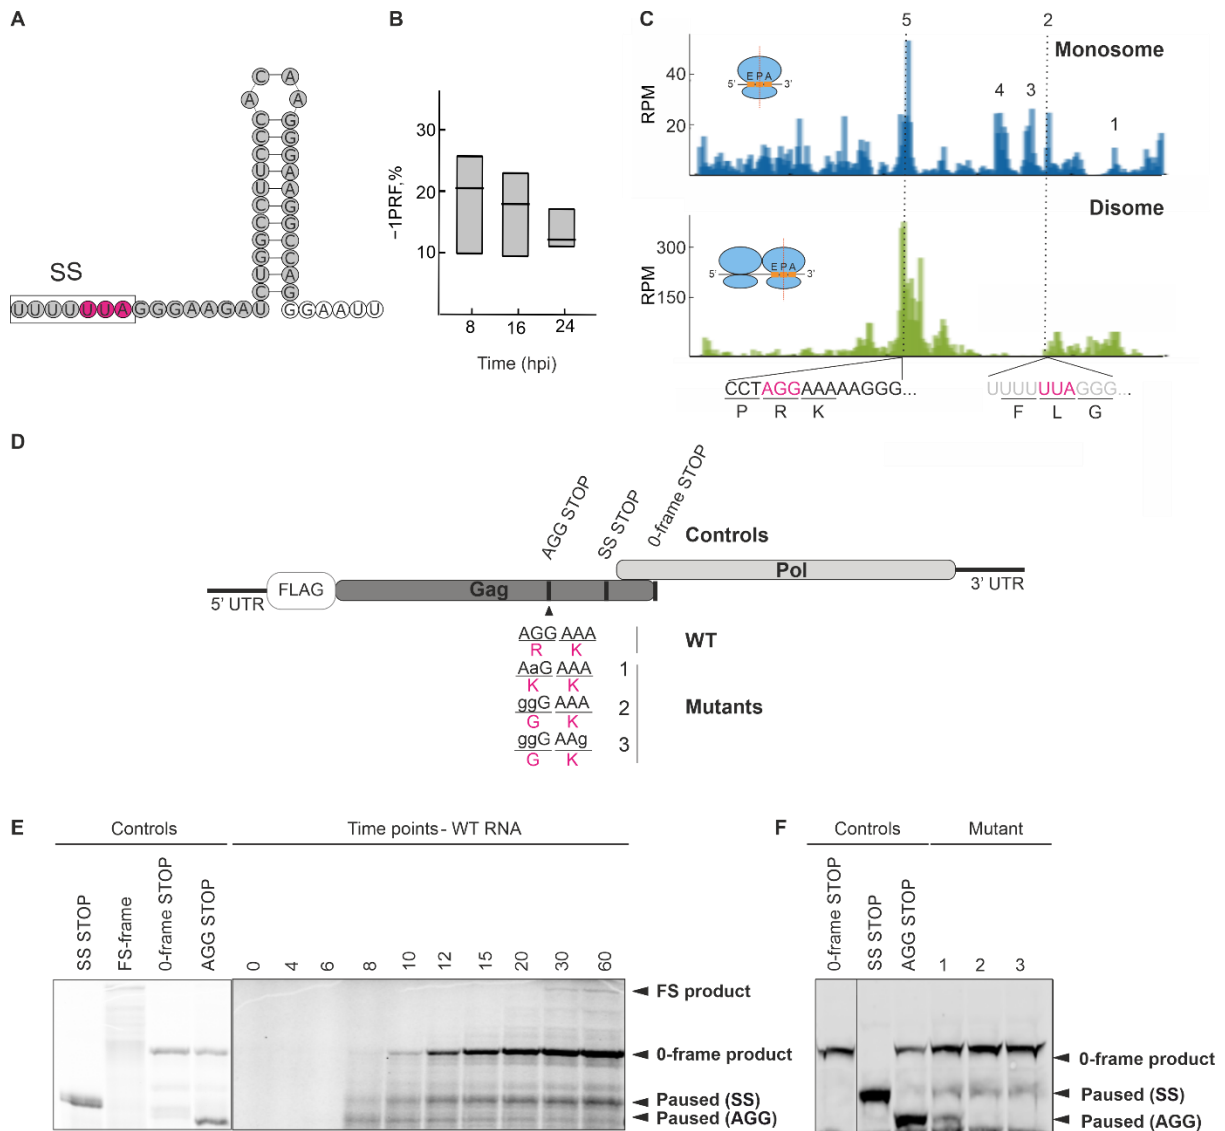 A
B
C
C A
A A
C G
C G
C G
U A
U A
C G
C G
G C
G C
U A
C G
SS
UUUUUUAGGGAAGAU
GGAAUU
−1PRF,%
30
20
10
8 16 24
Time (hpi)
5 2
Monosome
E P A
5' 3'
RPM
40
20
4 3
1
Disome
E P A
5' 3'
RPM
300
150
CCTAGGAAAAAGGG...
P R K
UUUUUUAGGG...
F L G
D
AGG STOP
SS STOP
0-frame STOP
Controls
Pol
FLAG
Gag
5' UTR
3' UTR
AGG AAA
R K
WT
AaG AAA 1
K K
ggG AAA 2
G K
Mutants
ggG AAg 3
G K
E
Controls
Time points - WT RNA
SS STOP
FS-frame
0-frame STOP
AGG STOP
0 4 6 8 10 12 15 20 30 60
FS product
0-frame product
Paused (SS)
Paused (AGG)
F
Controls
Mutant
0-frame STOP
SS STOP
AGG STOP
1 2 3
0-frame product
Paused (SS)
Paused (AGG)